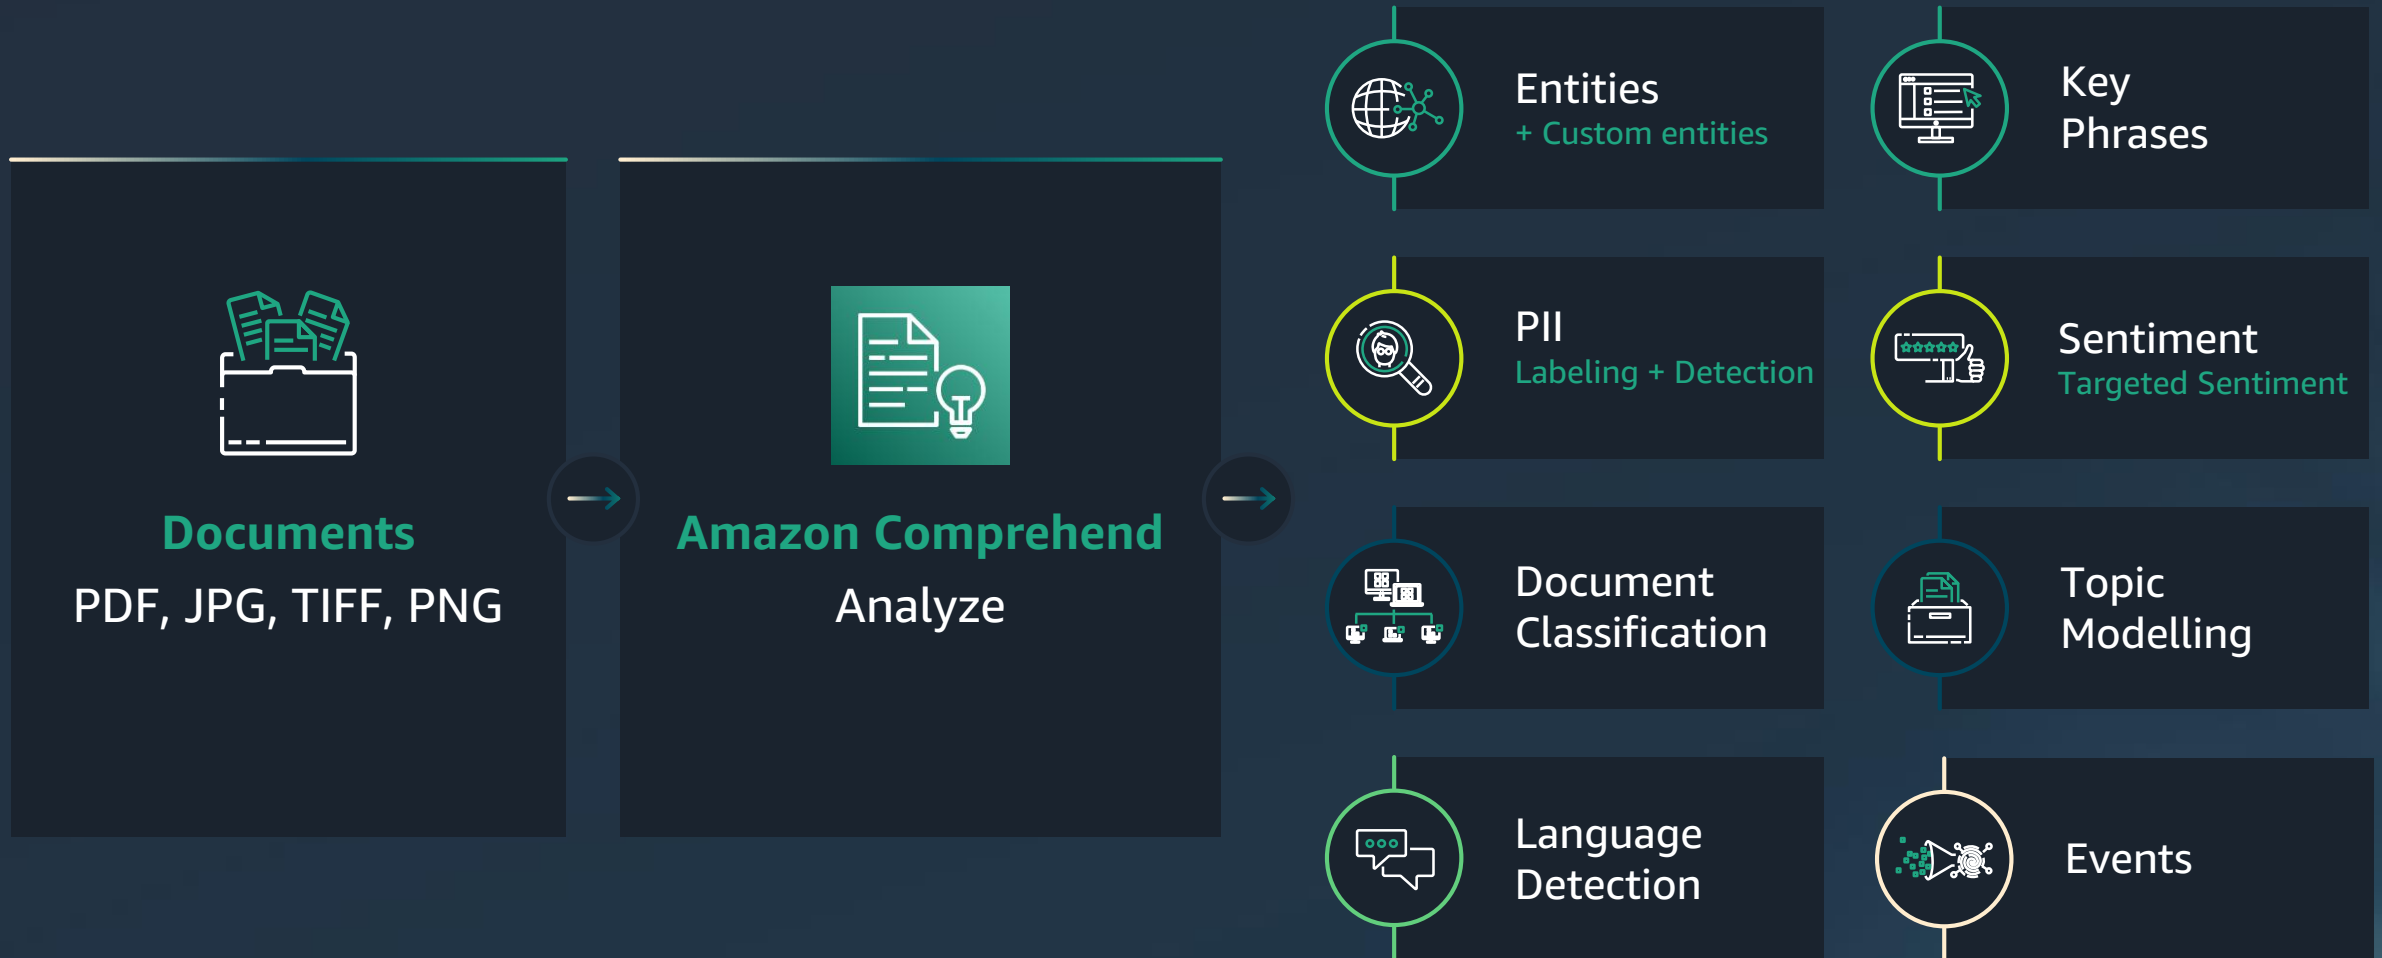 Documents
PDF, JPG, TIFF, PNG
Amazon Comprehend
Analyze
Entities
+ Custom entities
Key
Phrases
PII
Labeling + Detection
Sentiment
Targeted Sentiment
Document
Classification
Topic
Modelling
Language
Detection
Events